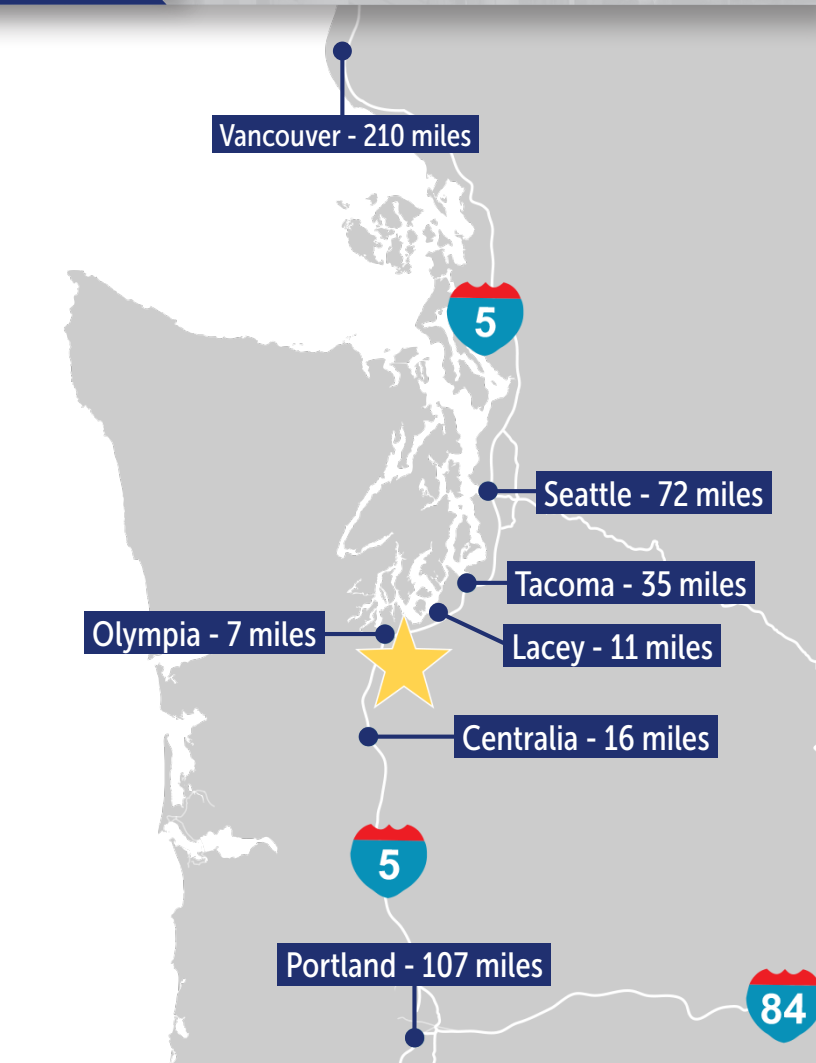 Vancouver - 210 miles
5
Seattle - 72 miles
Tacoma - 35 miles
Olympia - 7 miles
Lacey - 11 miles
Centralia - 16 miles
5
Portland - 107 miles
84